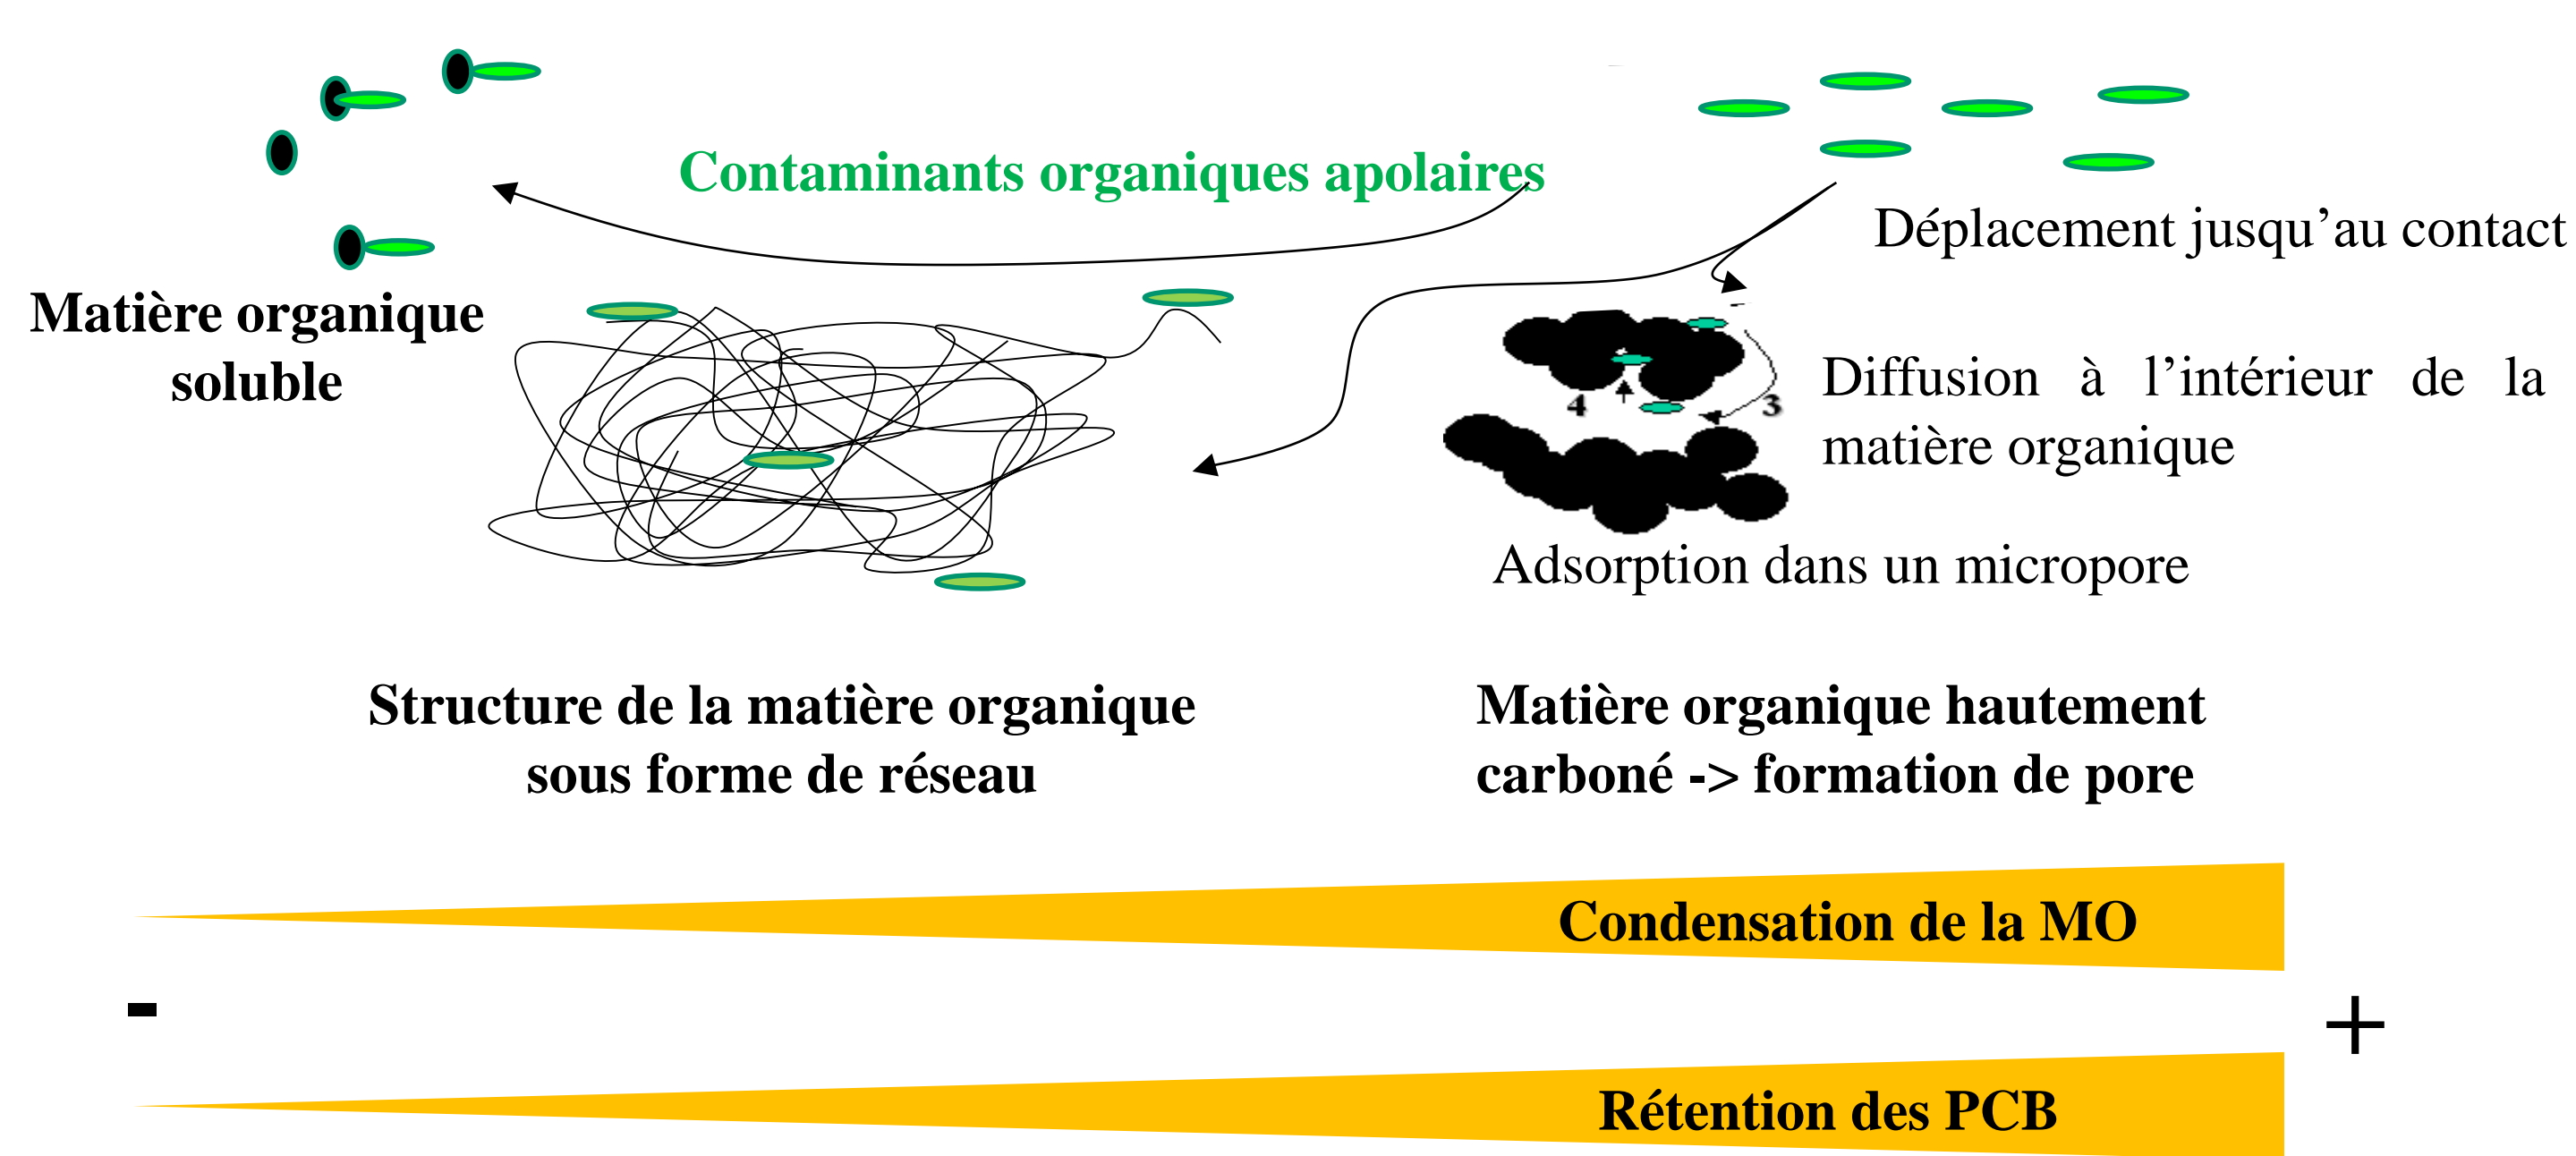 Contaminants organiques apolaires
Déplacement jusqu’au contact
Matière organique
soluble
Diffusion à l’intérieur de la
matière organique
4
3
Adsorption dans un micropore
Structure de la matière organique
sous forme de réseau
Matière organique hautement
carboné -> formation de pore
Condensation de la MO
- +
Rétention des PCB